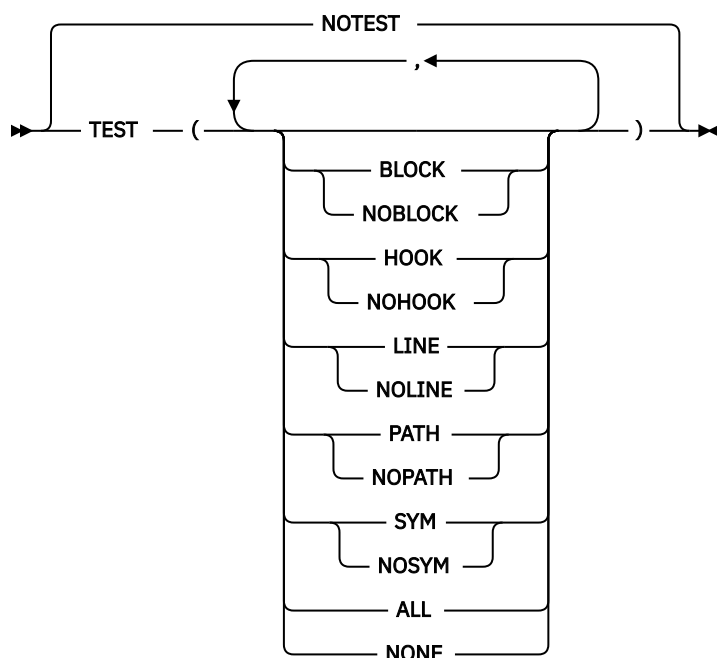 NOTEST
,
TEST ( )
BLOCK
NOBLOCK
HOOK
NOHOOK
LINE
NOLINE
PATH
NOPATH
SYM
NOSYM
ALL
NONE